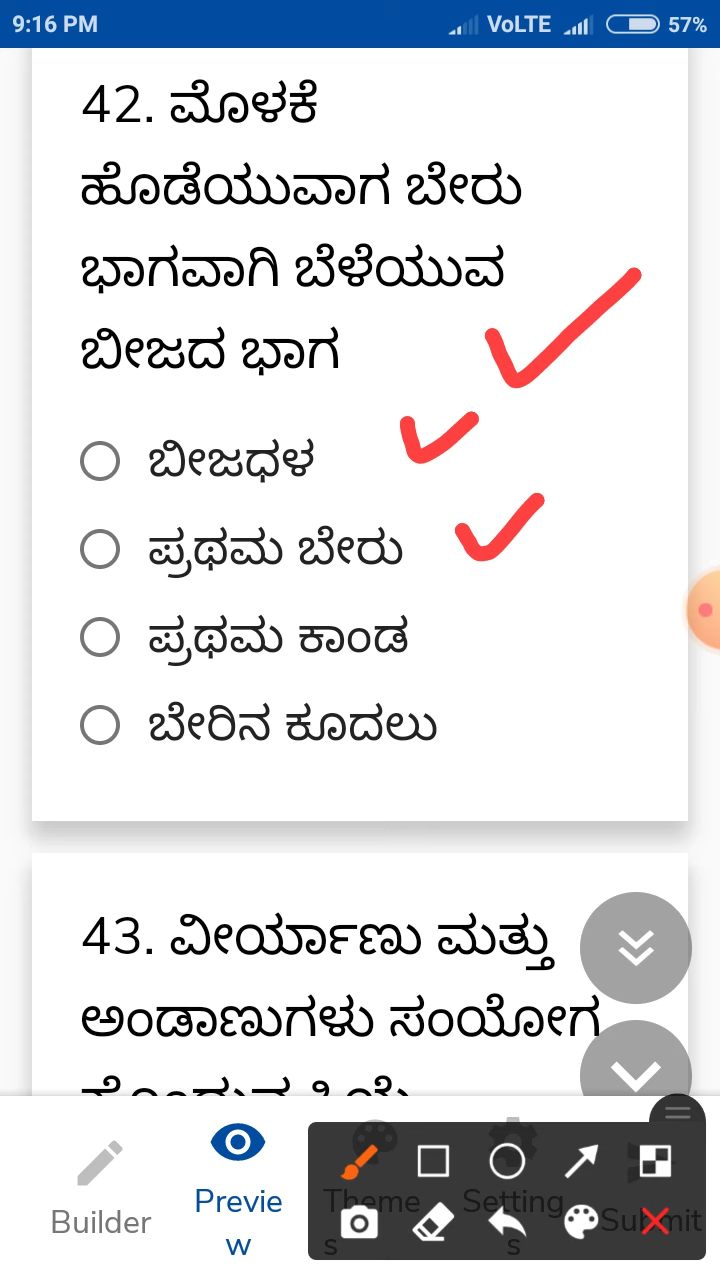 9:16 PM VoLTE 57%
42. ಮೊಳಕೆ
ಹೊಡೆಯುವಾಗ ಬೇರು
ಭಾಗವಾಗಿ ಬೆಳೆಯುವ
ಬೀಜದ ಭಾಗ
ಬೀಜಧಳ
ಪ್ರಥಮ ಬೇರು
ಪ್ರಥಮ ಕಾಂಡ
ಬೇರಿನ ಕೂದಲು
43. ವೀರ್ಯಾಣು ಮತ್ತು
ಅಂಡಾಣುಗಳು ಸಂಯೋಗ
Builder
Previe
w
Theme
s
Setting
s
Submit